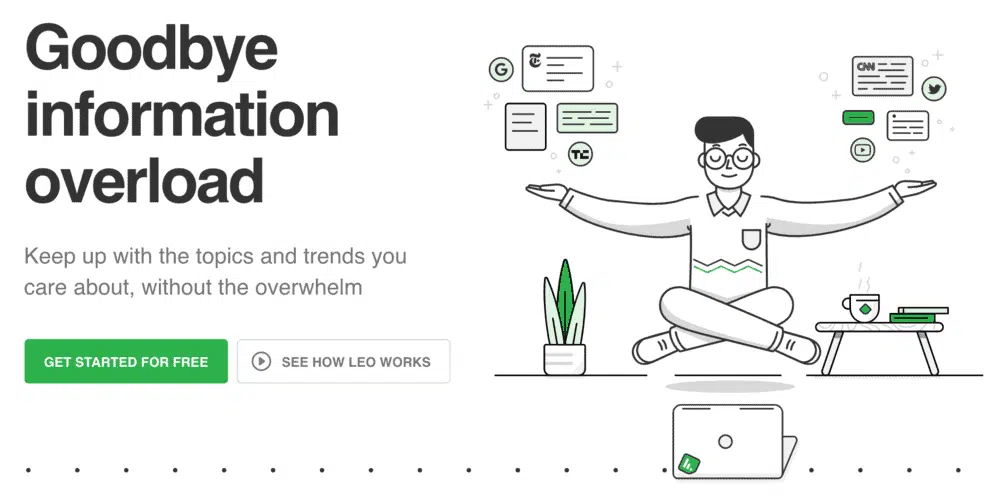 Goodbye
information
overload
Keep up with the topics and trends you
care about, without the overwhelm
GET STARTED FOR FREE
SEE HOW LEO WORKS
G
T
CNN
TC